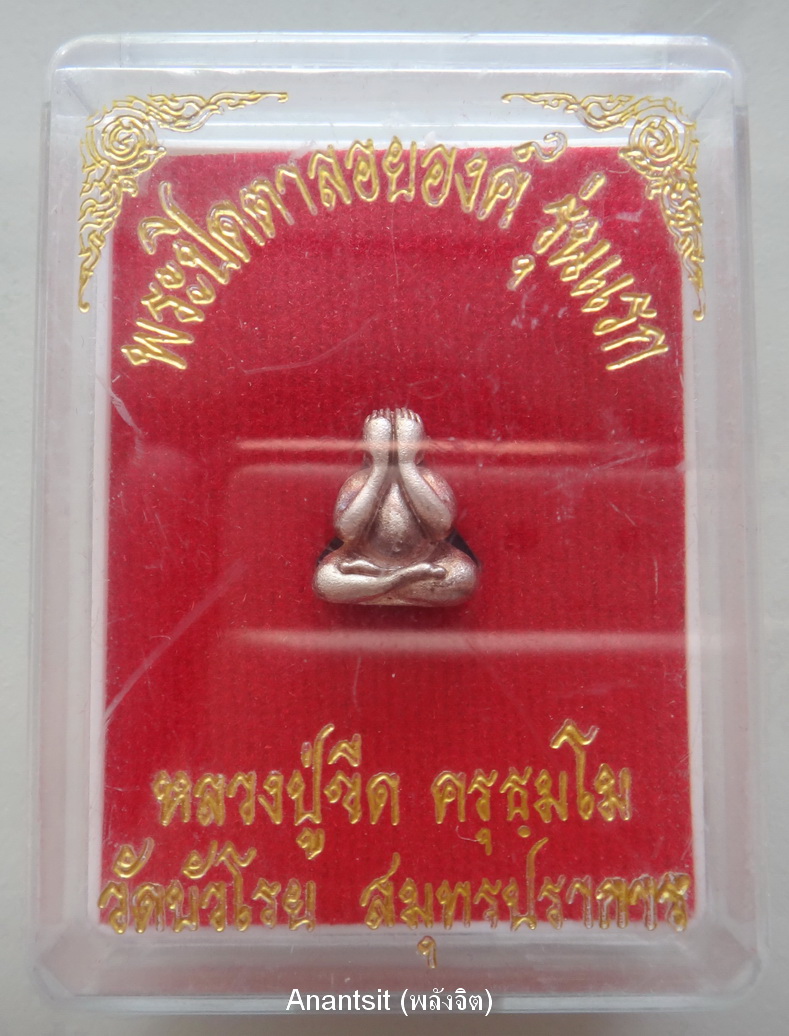 พระปิดตาลอยองค์ รุ่นแรก
หลวงปู่ขีด ครุธฺมโม
วัดบัวโรย สมุทรปราการ
Anantsit (พลังจิต)